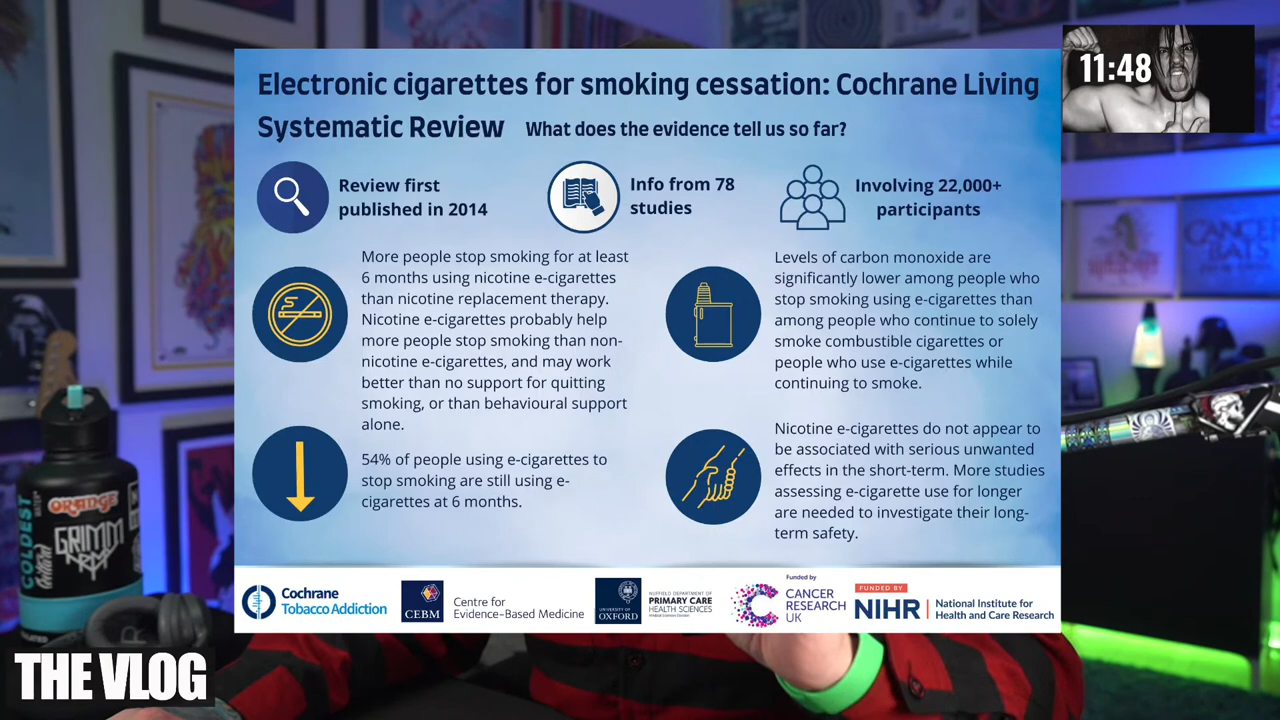 11:48
Electronic cigarettes for smoking cessation: Cochrane Living
Systematic Review What does the evidence tell us so far?
Review first
published in 2014
Info from 78
studies
Involving 22,000+
participants
More people stop smoking for at least
6 months using nicotine e-cigarettes
than nicotine replacement therapy.
Nicotine e-cigarettes probably help
more people stop smoking than non-
nicotine e-cigarettes, and may work
better than no support for quitting
smoking, or than behavioural support
alone.
Levels of carbon monoxide are
significantly lower among people who
stop smoking using e-cigarettes than
among people who continue to solely
smoke combustible cigarettes or
people who use e-cigarettes while
continuing to smoke.
54% of people using e-cigarettes to
stop smoking are still using e-
cigarettes at 6 months.
Nicotine e-cigarettes do not appear to
be associated with serious unwanted
effects in the short-term. More studies
assessing e-cigarette use for longer
are needed to investigate their long-
term safety.
Cochrane
Tobacco Addiction
CEBM
Centre for
Evidence-Based Medicine
UNIVERSITY OF
OXFORD
NUFFIELD DEPARTMENT OF
PRIMARY CARE
HEALTH SCIENCES
Funded by
CANCER
RESEARCH
UK
FUNDED BY
NIHR
National Institute for
Health and Care Research
CANCER
BATS
COLDEST
ORANGE
GRIMM
THE VLOG